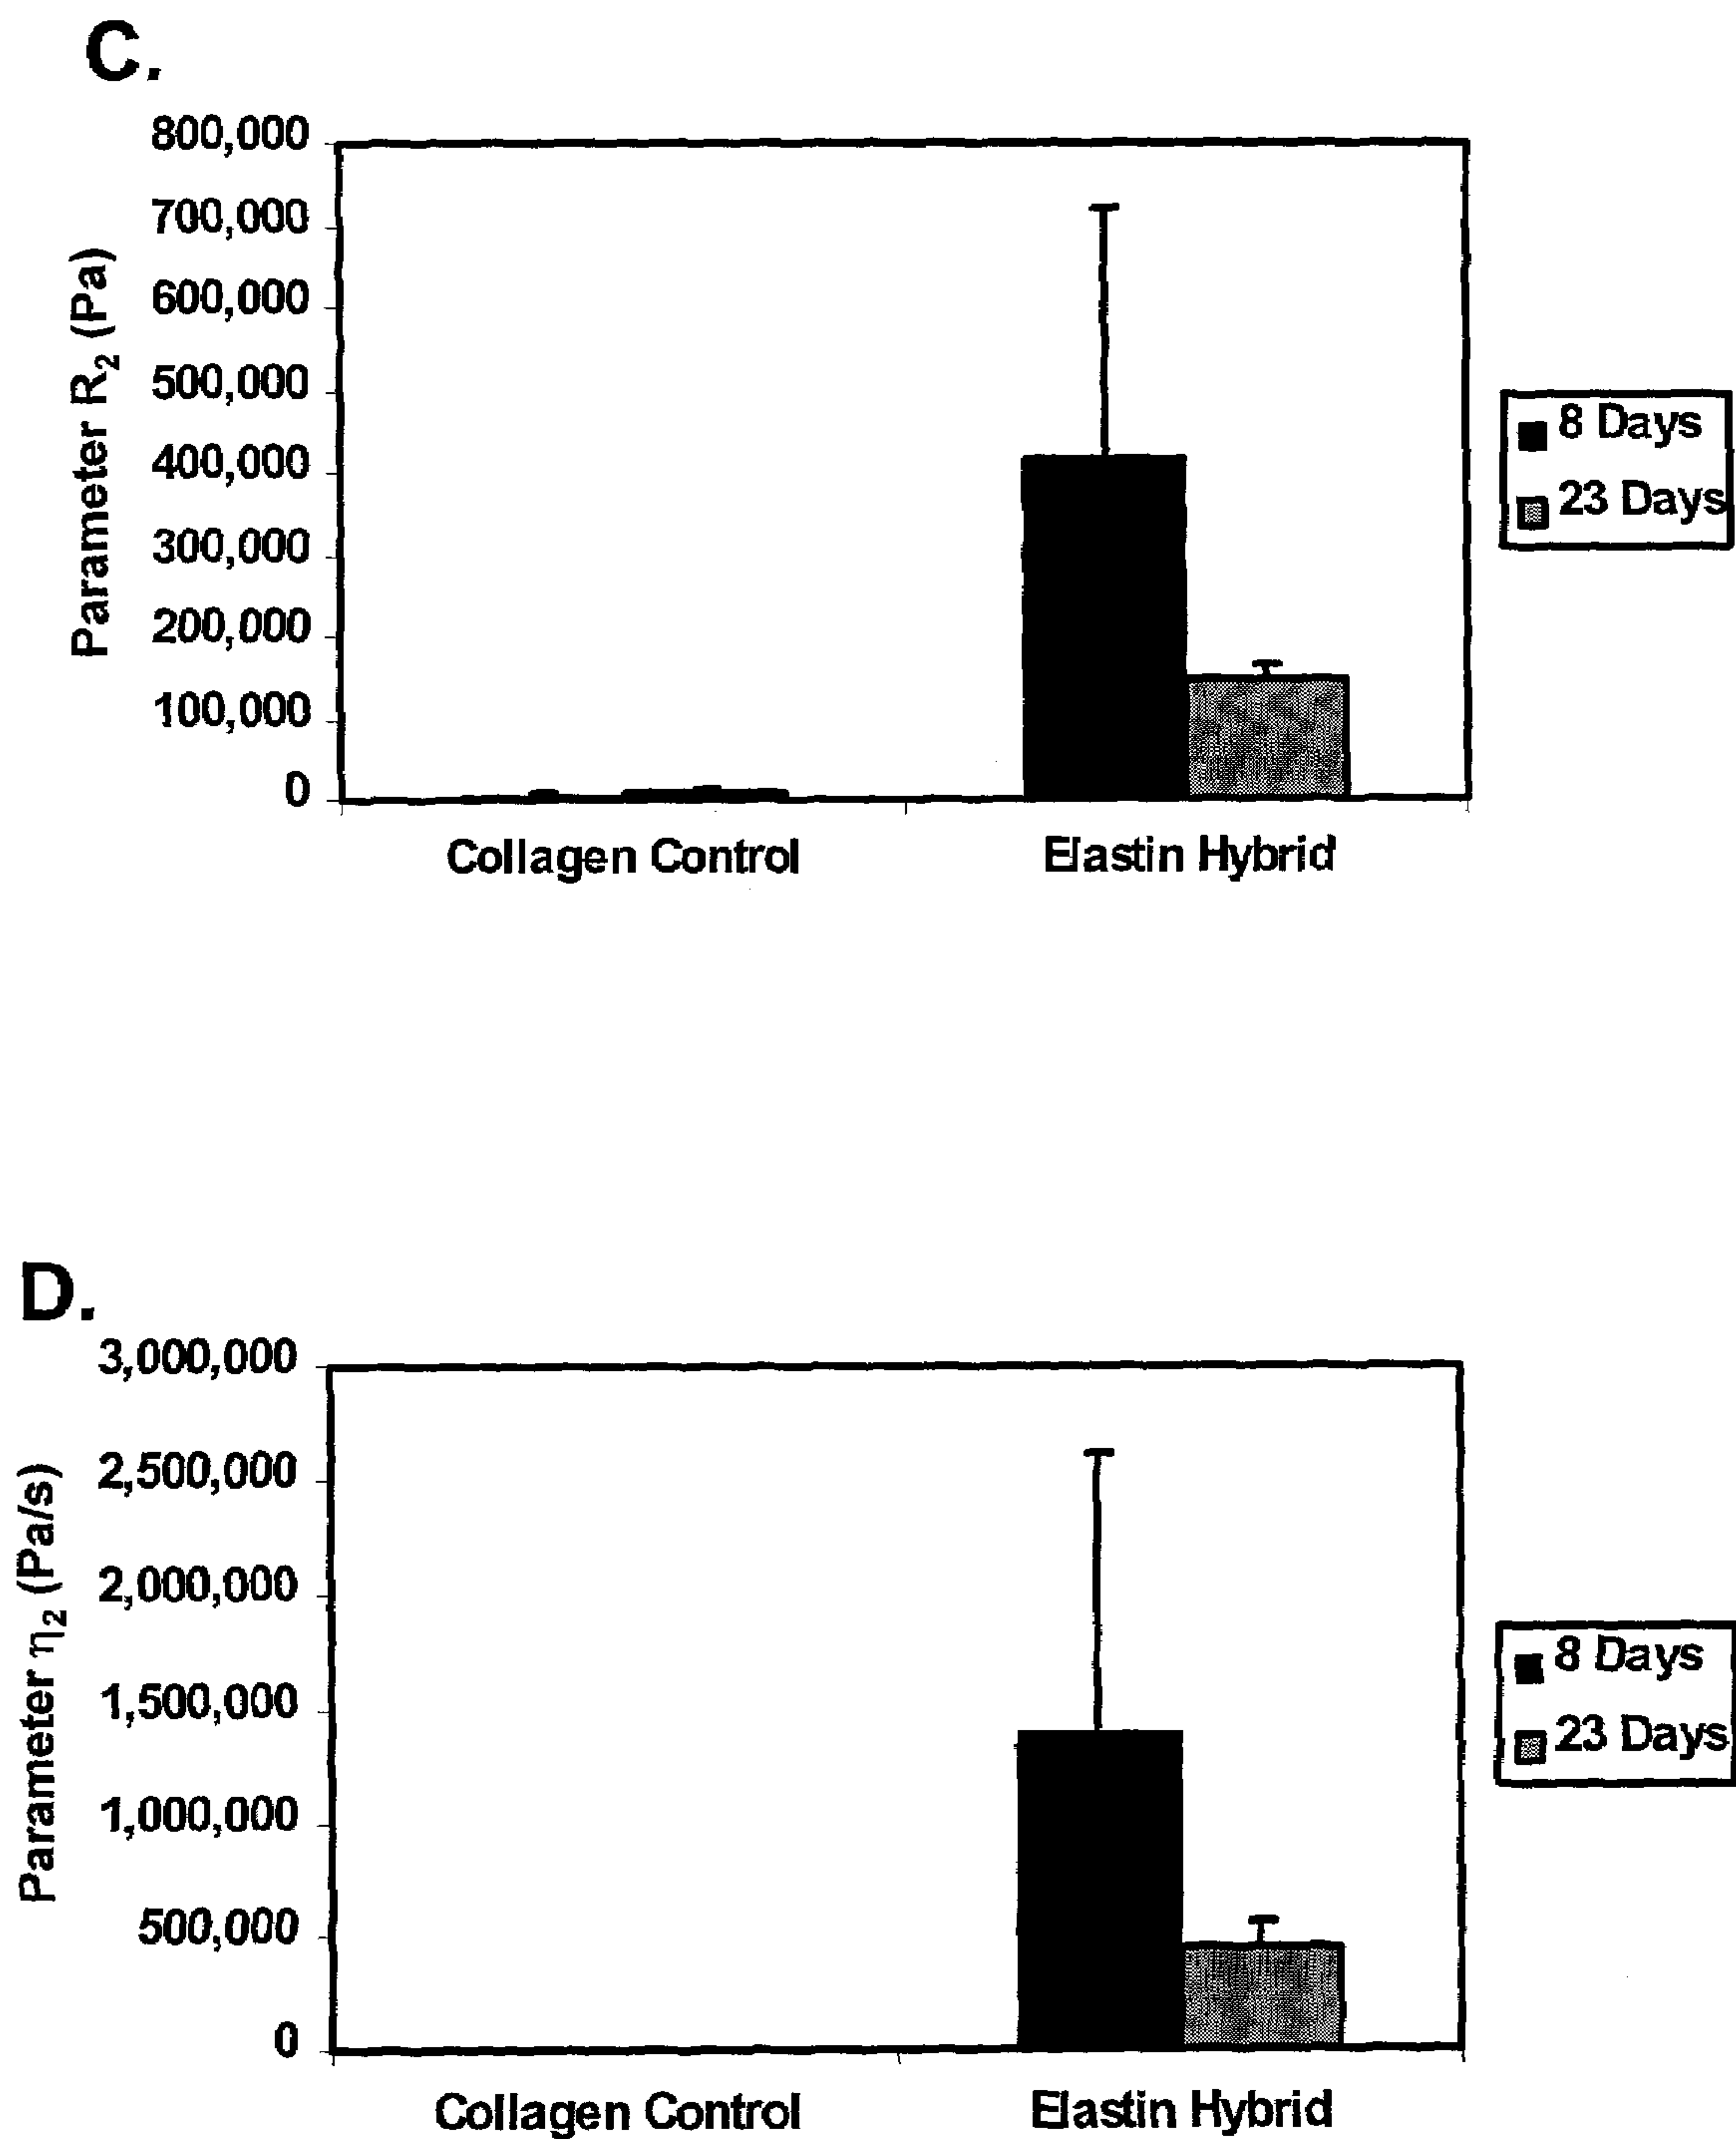 C.
800,000
700,000
600,000
500,000
400,000
300,000
200,000
100,000
0
Parameter R₂ (Pa)
Collagen Control
Elastin Hybrid
8 Days
23 Days
D.
3,000,000
2,500,000
2,000,000
1,500,000
1,000,000
500,000
0
Parameter η₂ (Pa/s)
Collagen Control
Elastin Hybrid
8 Days
23 Days